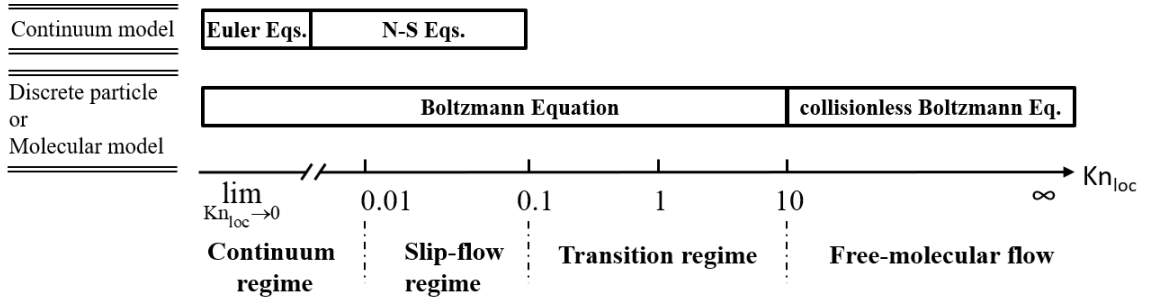 Continuum model
Euler Eqs.
N-S Eqs.
Discrete particle
or
Molecular model
Boltzmann Equation
collisionless Boltzmann Eq.
lim
Kn_loc→0
0.01
0.1
1
10
∞
Kn_loc
Continuum
regime
Slip-flow
regime
Transition regime
Free-molecular flow